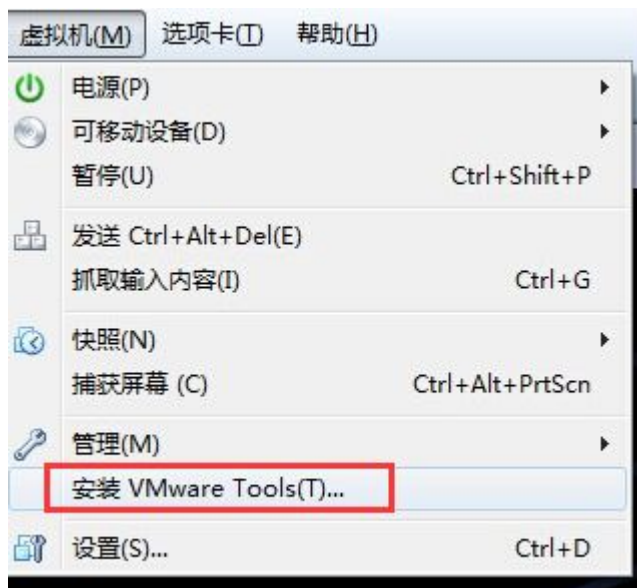 虚拟机(M) 选项卡(T) 帮助(H)
电源(P)
可移动设备(D)
暂停(U) Ctrl+Shift+P
发送 Ctrl+Alt+Del(E)
抓取输入内容(I) Ctrl+G
快照(N)
捕获屏幕 (C) Ctrl+Alt+PrtScn
管理(M)
安装 VMware Tools(T)...
设置(S)... Ctrl+D